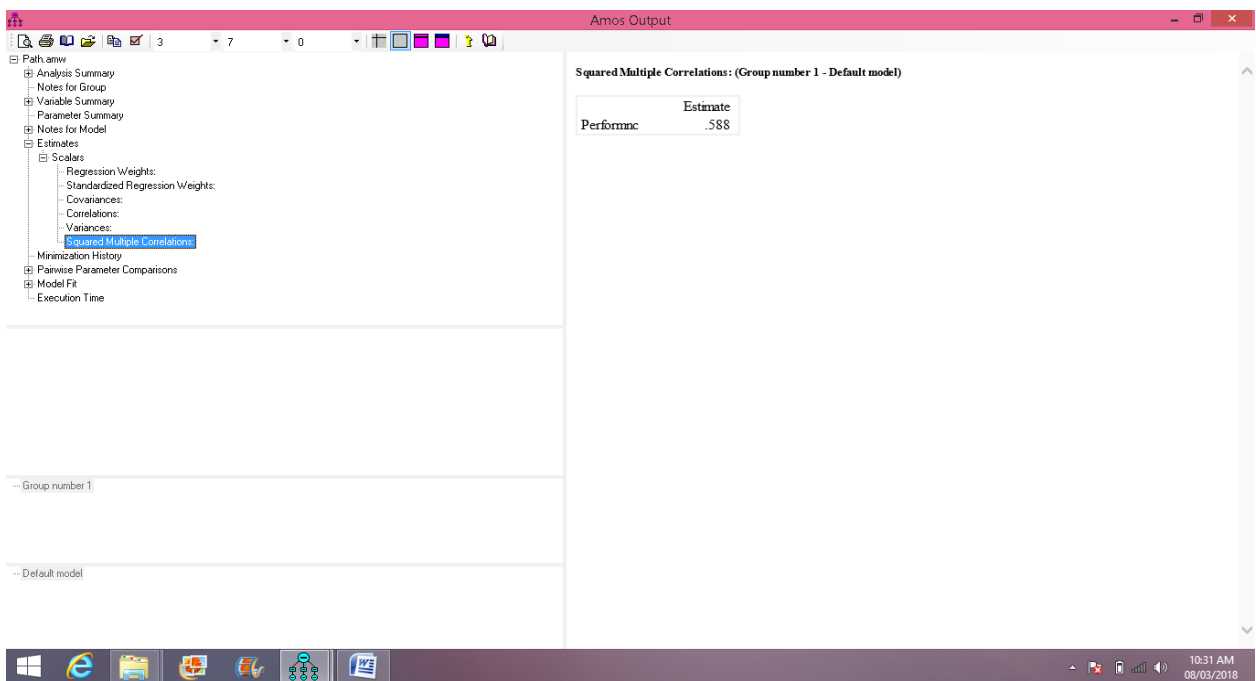 Amos Output
3 7 0
Path.amw
Analysis Summary
Notes for Group
Variable Summary
Parameter Summary
Notes for Model
Estimates
Scalars
Regression Weights:
Standardized Regression Weights:
Covariances:
Correlations:
Variances:
Squared Multiple Correlations:
Minimization History
Pairwise Parameter Comparisons
Model Fit
Execution Time
Group number 1
Default model
Squared Multiple Correlations: (Group number 1 - Default model)
Estimate
Performnc .588
10:31 AM
08/03/2018